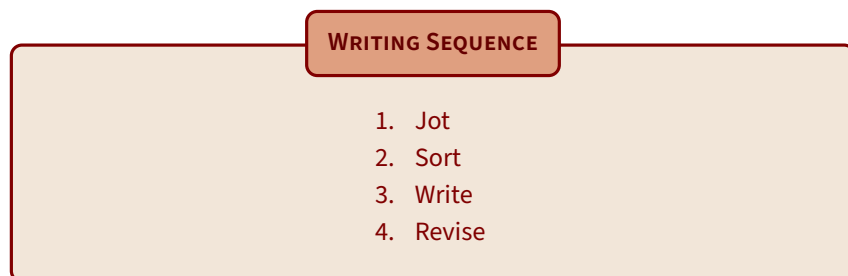 Writing Sequence
1. Jot
2. Sort
3. Write
4. Revise